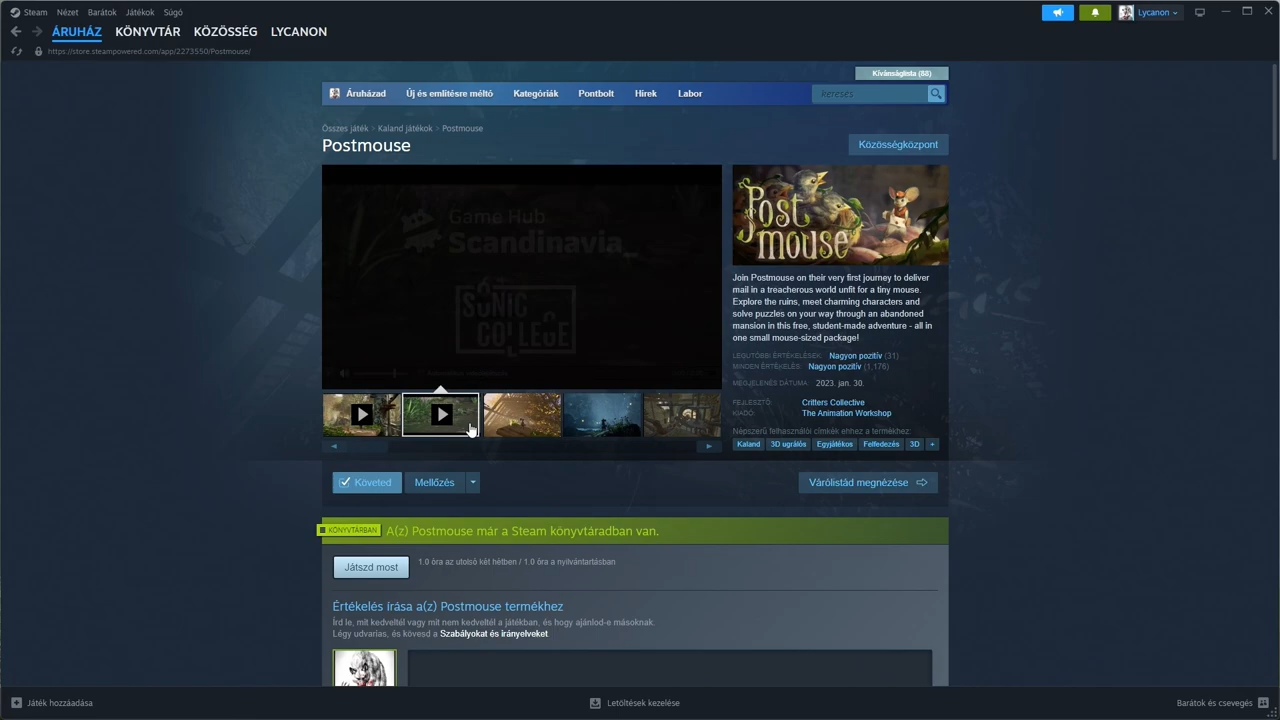 Steam Nézet Barátok Játékok Súgó
Lycanon
ÁRUHÁZ KÖNYVTÁR KÖZÖSSÉG LYCANON
https://store.steampowered.com/app/2273550/Postmouse/
Kívánságlista (88)
Áruházad Új és említésre méltó Kategóriák Pontbolt Hírek Labor keresés
Összes játék > Kaland játékok > Postmouse
Postmouse
Közösségközpont
Game Hub
Scandinavia
SONIC
COLLEGE
Post
mouse
Join Postmouse on their very first journey to deliver
mail in a treacherous world unfit for a tiny mouse.
Explore the ruins, meet charming characters and
solve puzzles on your way through an abandoned
mansion in this free, student-made adventure - all in
one small mouse-sized package!
LEGUTÓBBI ÉRTÉKELÉSEK: Nagyon pozitív (31)
MINDEN ÉRTÉKELÉS: Nagyon pozitív (1,176)
MEGJELENÉS DÁTUMA: 2023. jan. 30.
FEJLESZTŐ: Critters Collective
KIADÓ: The Animation Workshop
Népszerű felhasználói címkék ehhez a termékhez:
Kaland 3D ugrálós Egyjátékos Felfedezés 3D +
Követed Mellőzés Várólistád megnézése
KÖNYVTÁRBAN A(z) Postmouse már a Steam könyvtáradban van.
Játszd most 1.0 óra az utolsó két hétben / 1.0 óra a nyilvántartásban
Értékelés írása a(z) Postmouse termékhez
Írd le, mit kedveltél vagy mit nem kedveltél a játékban, és hogy ajánlod-e másoknak.
Légy udvarias, és kövesd a Szabályokat és irányelveket.
Játék hozzáadása Letöltések kezelése Barátok és csevegés